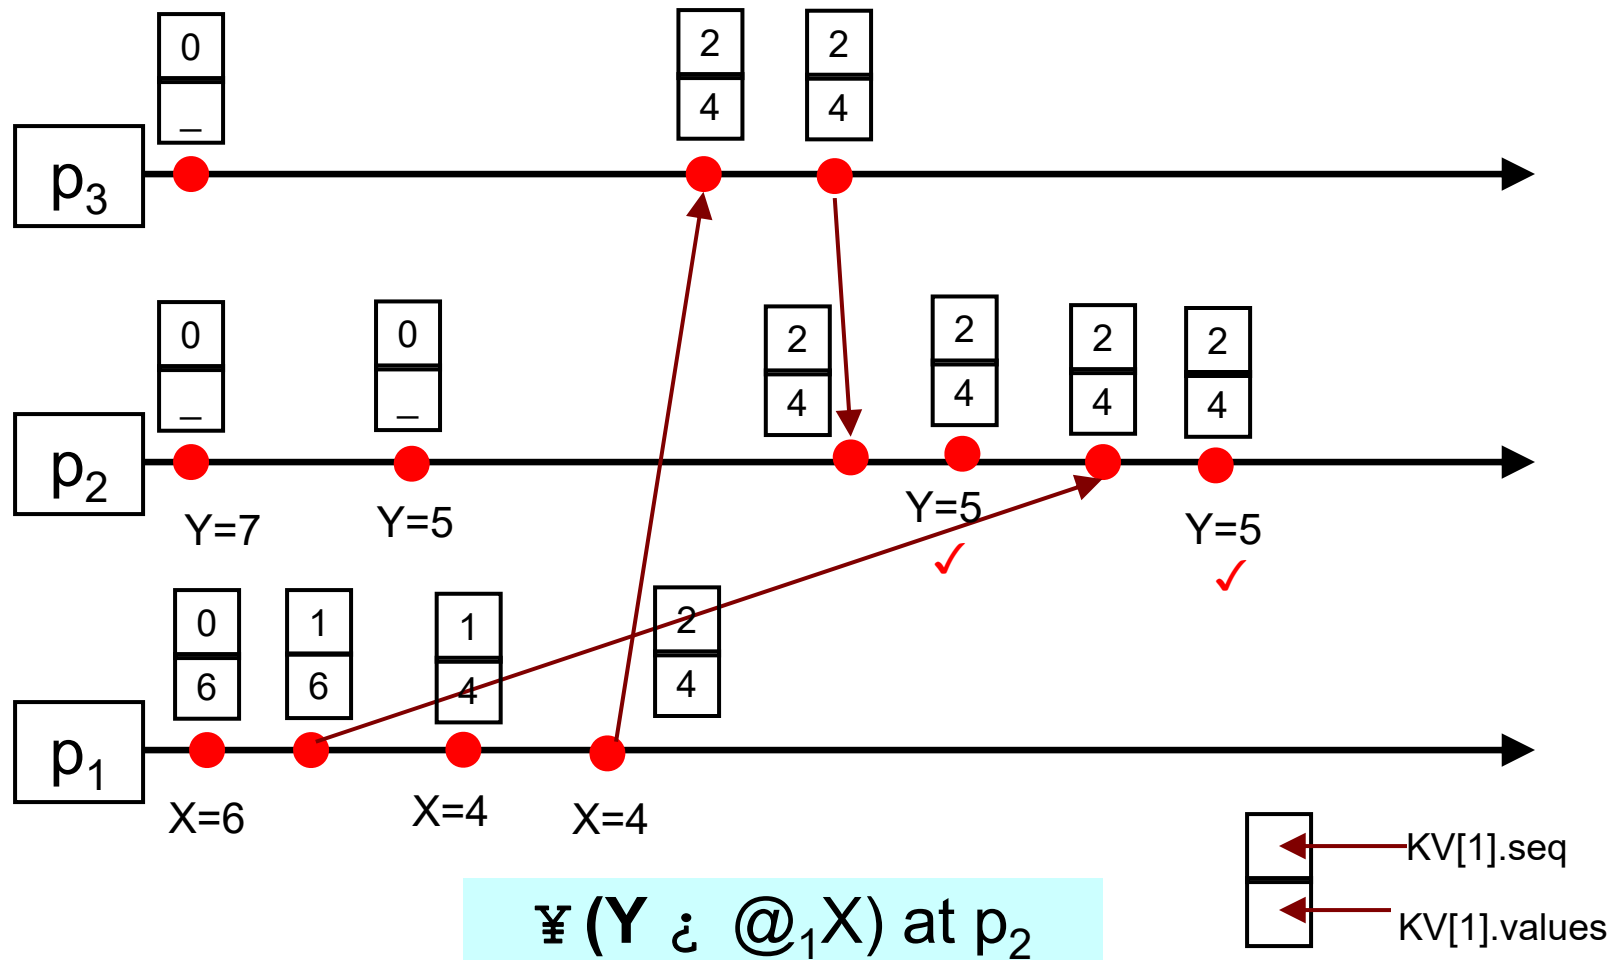 0 2 2
_ 4 4
p3
0 0 2 2 2 2
_ _ 4 4 4 4
p2
Y=7 Y=5 Y=5 Y=5
✓ ✓
0 1 1 2
6 6 4 4
p1
X=6 X=4 X=4
KV[1].seq
KV[1].values
¥(Y ¿ @1X) at p2